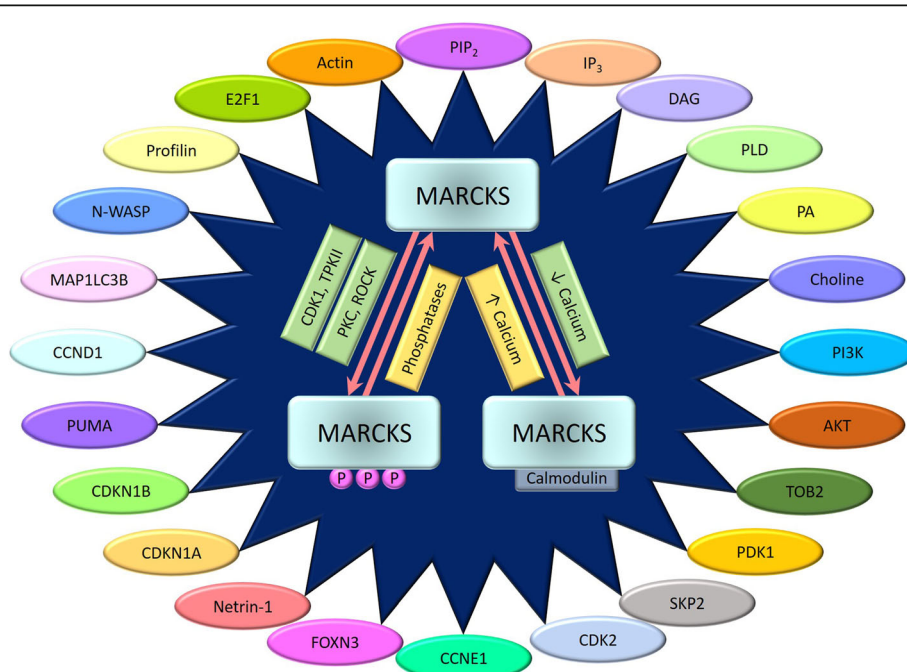 PIP₂
Actin
IP₃
E2F1
DAG
Profilin
PLD
N-WASP
PA
MAP1LC3B
Choline
CCND1
PI3K
PUMA
AKT
CDKN1B
TOB2
CDKN1A
PDK1
Netrin-1
SKP2
FOXN3
CDK2
CCNE1
MARCKS
CDK1, TPKII
PKC, ROCK
Phosphatases
↑ Calcium
↓ Calcium
MARCKS
P P P
MARCKS
Calmodulin